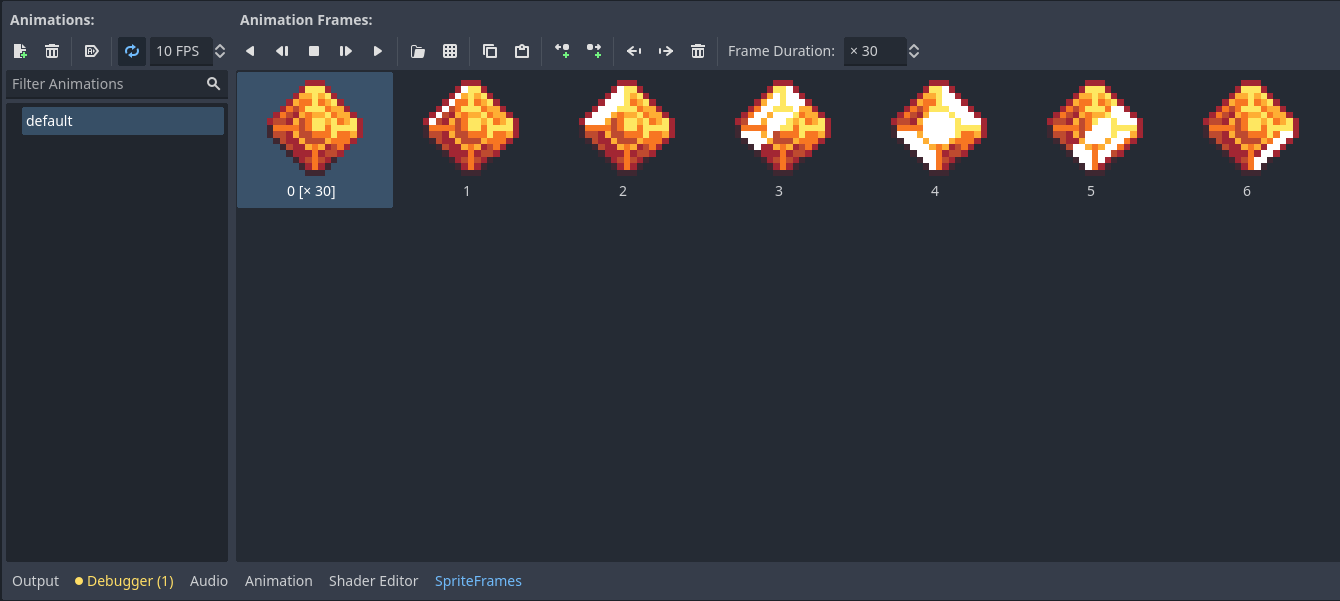 Animations:
Animation Frames:
10 FPS
Frame Duration:
× 30
Filter Animations
default
0 [× 30]
1
2
3
4
5
6
Output
Debugger (1)
Audio
Animation
Shader Editor
SpriteFrames